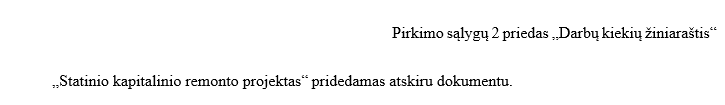 Pirkimo sąlygų 2 priedas „Darbų kiekių žiniaraštis“
„Statinio kapitalinio remonto projektas“ pridedamas atskiru dokumentu.